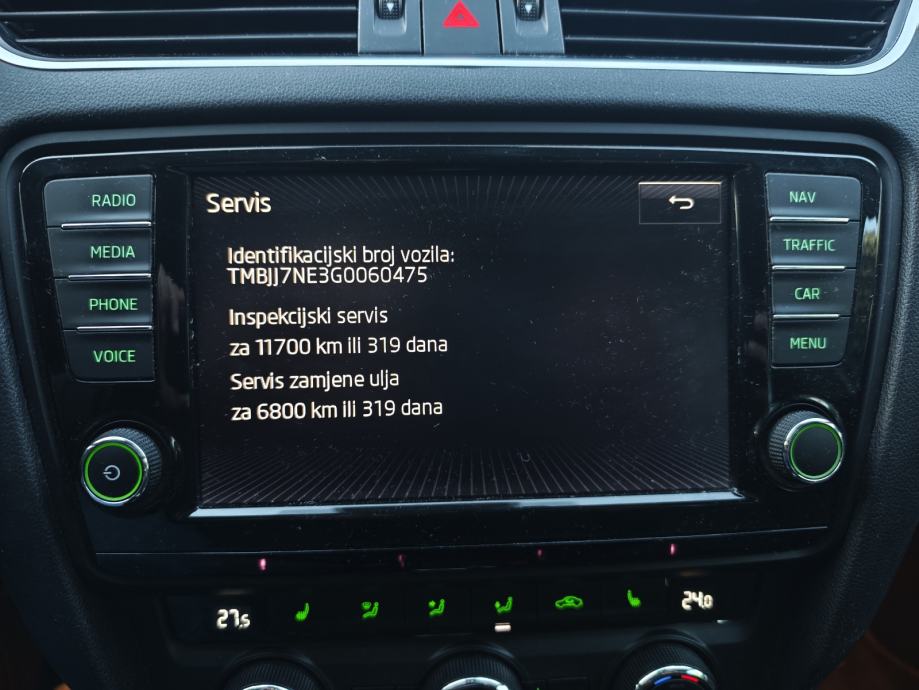 RADIO
MEDIA
PHONE
VOICE
Servis
Identifikacijski broj vozila:
TMBJJ7NE3G0060475
Inspekcijski servis
za 11700 km ili 319 dana
Servis zamjene ulja
za 6800 km ili 319 dana
NAV
TRAFFIC
CAR
MENU
27.5
24.0